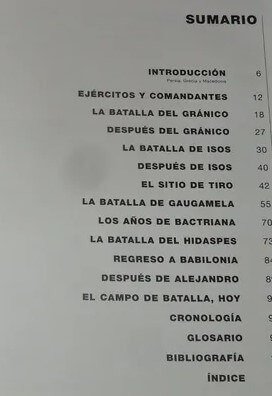 SUMARIO
INTRODUCCIÓN 6
Persia, Grecia y Macedonia
EJÉRCITOS Y COMANDANTES 12
LA BATALLA DEL GRÁNICO 18
DESPUÉS DEL GRÁNICO 27
LA BATALLA DE ISOS 30
DESPUÉS DE ISOS 40
EL SITIO DE TIRO 42
LA BATALLA DE GAUGAMELA 55
LOS AÑOS DE BACTRIANA 70
LA BATALLA DEL HIDASPES 73
REGRESO A BABILONIA
DESPUÉS DE ALEJANDRO
EL CAMPO DE BATALLA, HOY
CRONOLOGÍA
GLOSARIO
BIBLIOGRAFÍA
ÍNDICE